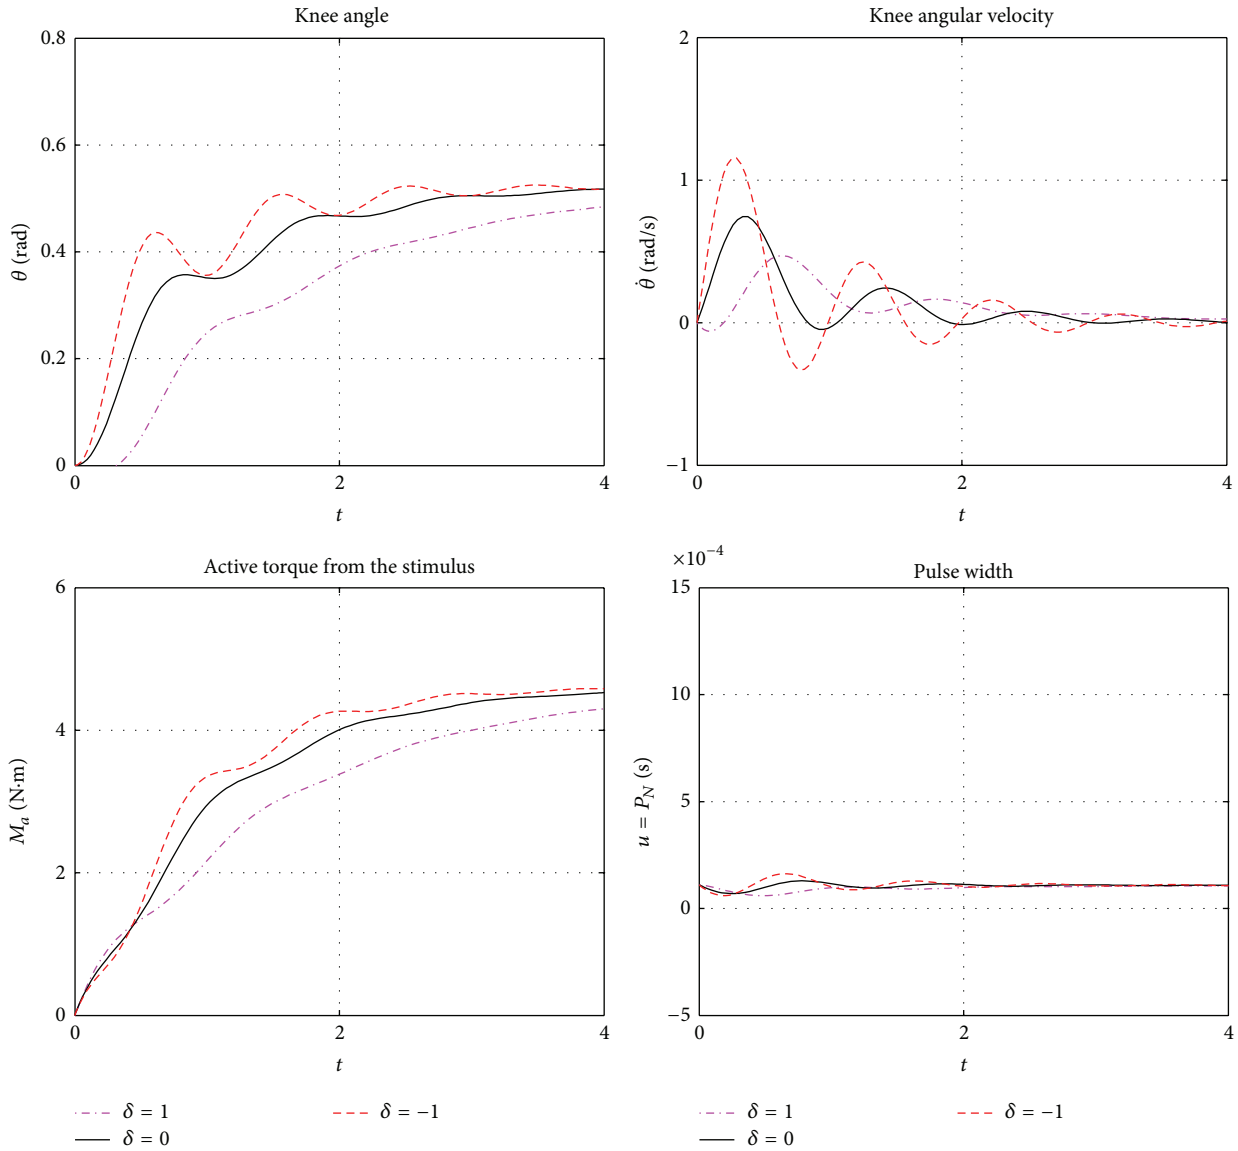 Knee angle
0.8
0.6
0.4
0.2
0
θ (rad)
0
2
4
t
Knee angular velocity
2
1
0
−1
θ̇ (rad/s)
0
1
2
4
t
Active torque from the stimulus
6
4
2
0
M_a (N·m)
0
2
4
t
Pulse width
×10⁻⁴
15
10
5
0
−5
u = P_N (s)
0
2
4
t
δ = 1
δ = −1
δ = 0
δ = 1
δ = −1
δ = 0